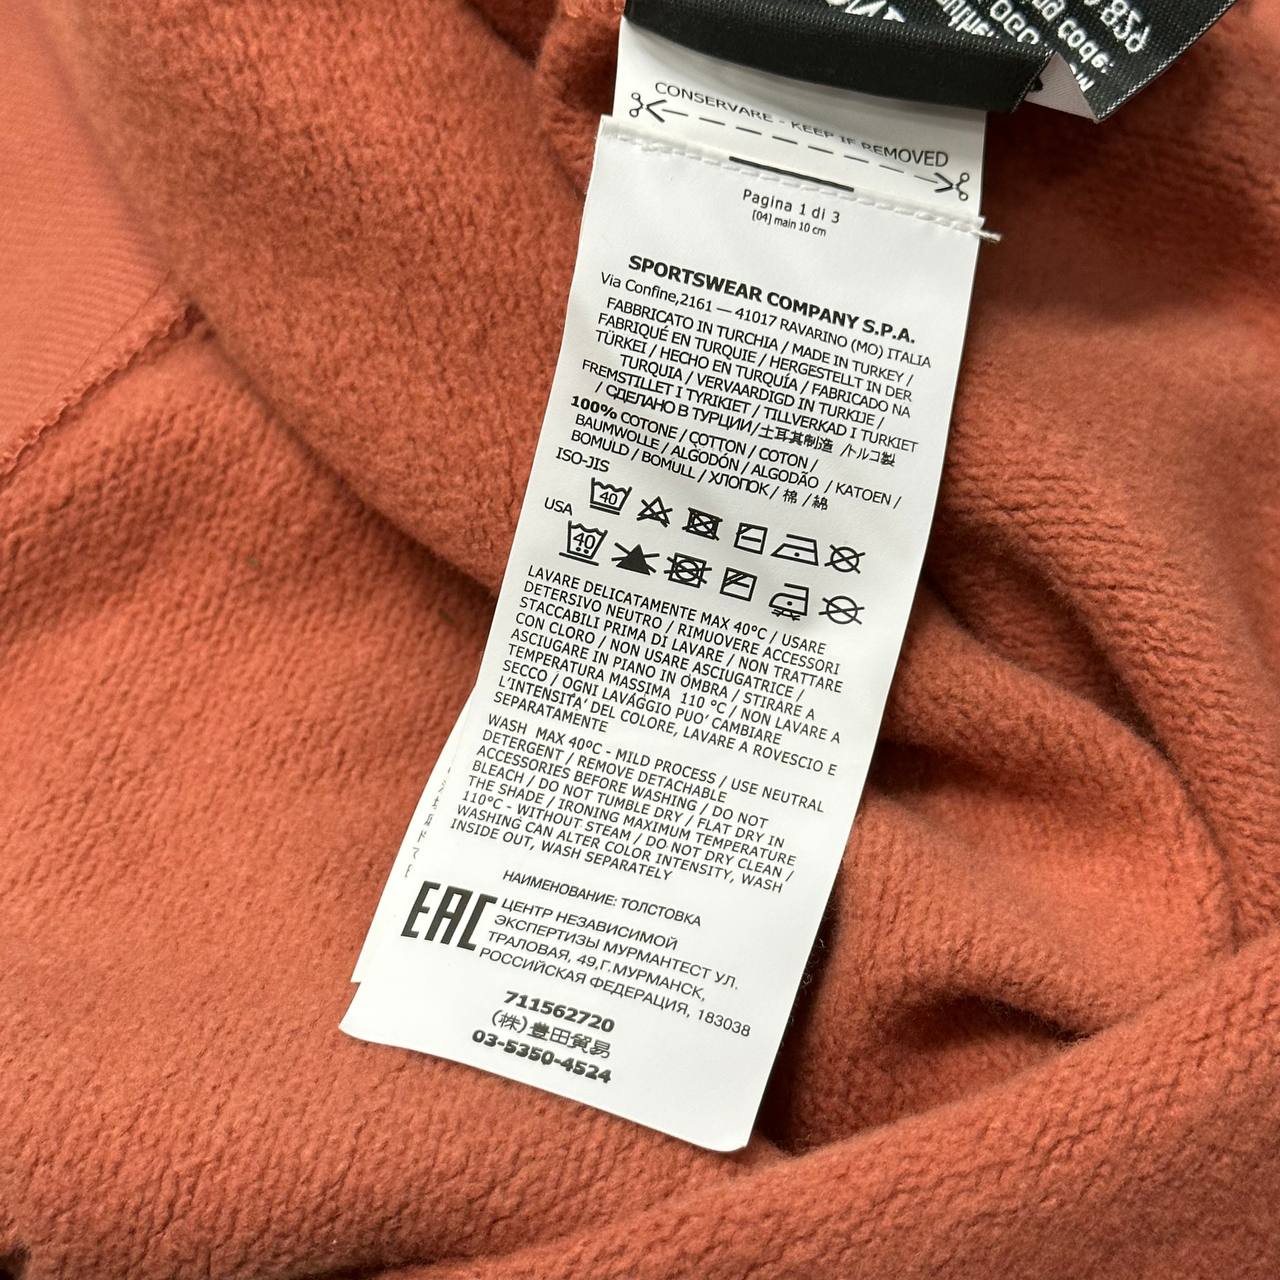 code:
CONSERVARE - KEEP IF REMOVED
Pagina 1 di 3
[04] main 10 cm
SPORTSWEAR COMPANY S.P.A.
Via Confine,2161 — 41017 RAVARINO (MO) ITALIA
FABBRICATO IN TURCHIA / MADE IN TURKEY /
FABRIQUÉ EN TURQUIE / HERGESTELLT IN DER
TÜRKEI / HECHO EN TURQUÍA / FABRICADO NA
TURQUIA / VERVAARDIGD IN TURKIJE /
FREMSTILLET I TYRKIET / TILLVERKAD I TURKIET
/ СДЕЛАНО В ТУРЦИИ/土耳其制造 /トルコ製
100% COTONE / COTTON / COTON /
BAUMWOLLE / ALGODÓN / ALGODÃO / KATOEN /
BOMULD / BOMULL / ХЛОПОК / 棉 / 綿
ISO-JIS
40
USA
40
LAVARE DELICATAMENTE MAX 40°C / USARE
DETERSIVO NEUTRO / RIMUOVERE ACCESSORI
STACCABILI PRIMA DI LAVARE / NON TRATTARE
CON CLORO / NON USARE ASCIUGATRICE /
ASCIUGARE IN PIANO IN OMBRA / STIRARE A
TEMPERATURA MASSIMA 110 °C / NON LAVARE A
SECCO / OGNI LAVAGGIO PUO' CAMBIARE
L'INTENSITA' DEL COLORE, LAVARE A ROVESCIO E
SEPARATAMENTE
WASH MAX 40°C - MILD PROCESS / USE NEUTRAL
DETERGENT / REMOVE DETACHABLE
ACCESSORIES BEFORE WASHING / DO NOT
BLEACH / DO NOT TUMBLE DRY / FLAT DRY IN
THE SHADE / IRONING MAXIMUM TEMPERATURE
110°C - WITHOUT STEAM / DO NOT DRY CLEAN /
WASHING CAN ALTER COLOR INTENSITY, WASH
INSIDE OUT, WASH SEPARATELY
НАИМЕНОВАНИЕ: ТОЛСТОВКА
EAC
ЦЕНТР НЕЗАВИСИМОЙ
ЭКСПЕРТИЗЫ МУРМАНТЕСТ УЛ.
ТРАЛОВАЯ, 49,Г.МУРМАНСК,
РОССИЙСКАЯ ФЕДЕРАЦИЯ, 183038
711562720
(株)豊田貿易
03-5350-4524